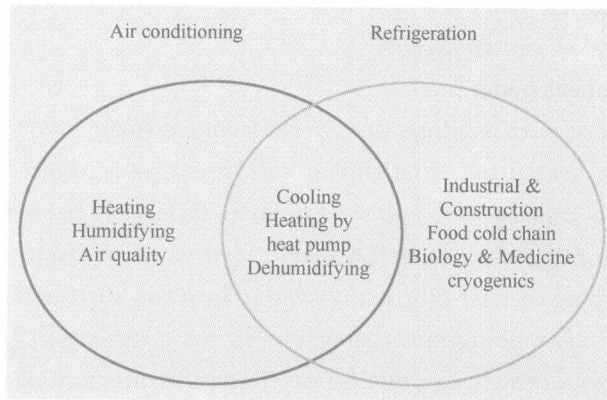 Air conditioning
Refrigeration
Heating
Humidifying
Air quality
Cooling
Heating by
heat pump
Dehumidifying
IndustriaI &
Construction
Food cold chain
Biology & Medicine
cryogenics